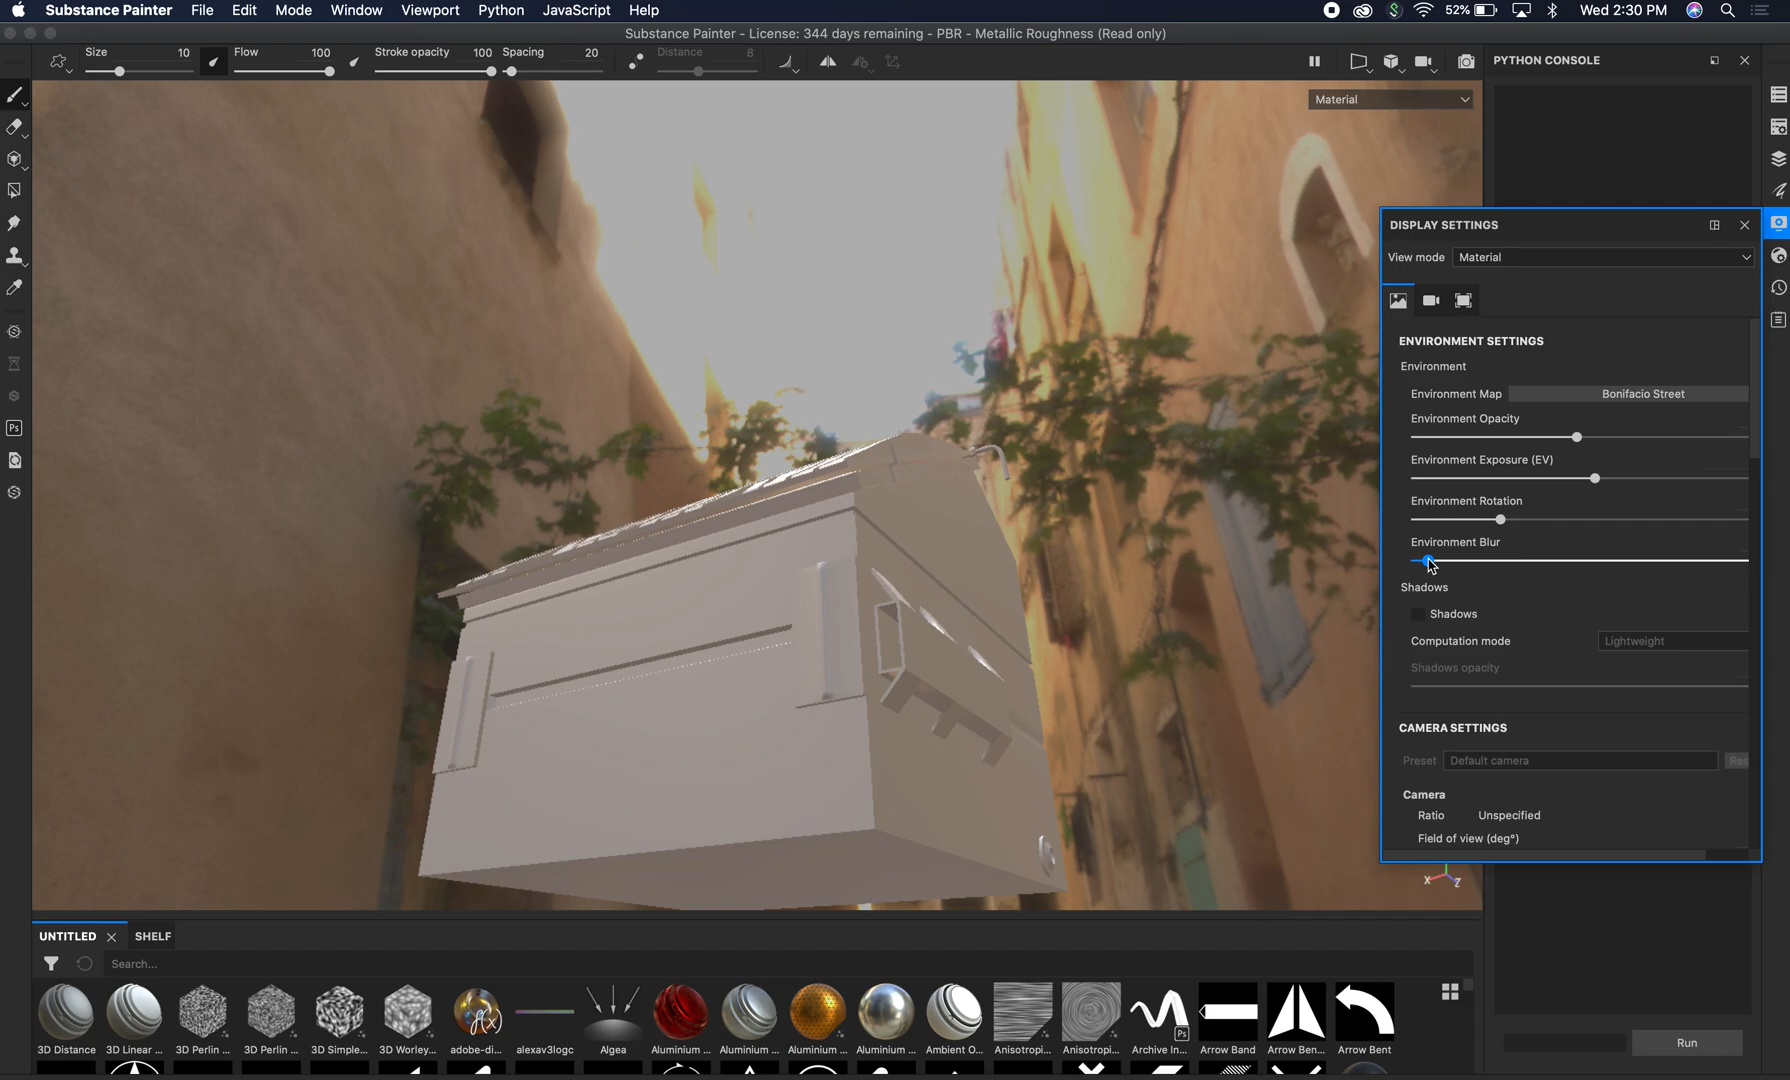 Substance Painter File Edit Mode Window Viewport Python JavaScript Help 52% Wed 2:30 PM
Substance Painter - License: 344 days remaining - PBR - Metallic Roughness (Read only)
Size 10 Flow 100 Stroke opacity 100 Spacing 20 Distance 8
PYTHON CONSOLE
Material
DISPLAY SETTINGS
View mode Material
ENVIRONMENT SETTINGS
Environment
Environment Map Bonifacio Street
Environment Opacity
Environment Exposure (EV)
Environment Rotation
Environment Blur
Shadows
Shadows
Computation mode Lightweight
Shadows opacity
CAMERA SETTINGS
Preset Default camera Res
Camera
Ratio Unspecified
Field of view (deg°)
X Z
Ps
UNTITLED SHELF
Search...
f(x)
Ps
3D Distance 3D Linear ... 3D Perlin ... 3D Perlin ... 3D Simple... 3D Worley... adobe-di... alexav3logc Algea Aluminium ... Aluminium ... Aluminium ... Aluminium ... Ambient O... Anisotropi... Anisotropi... Archive In... Arrow Band Arrow Ben... Arrow Bent
Run